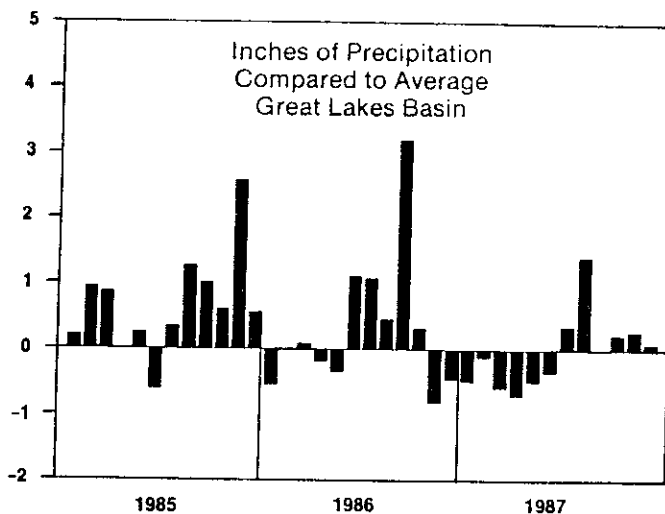 Inches of Precipitation
Compared to Average
Great Lakes Basin
5
4
3
2
1
0
−1
−2
1985 1986 1987